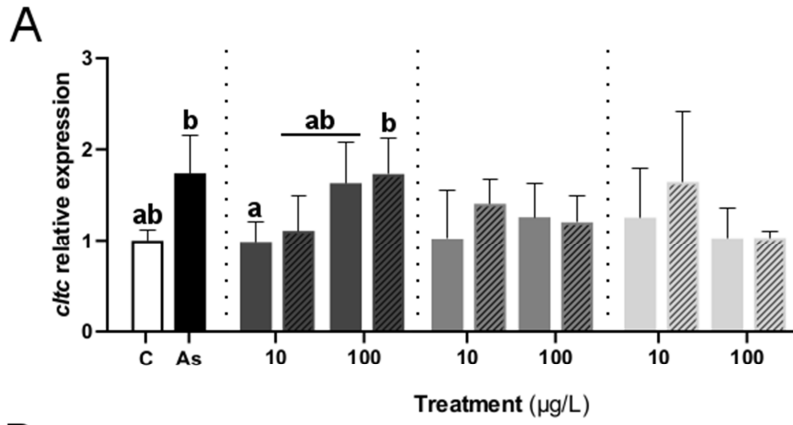 A
cltc relative expression
3
2
1
0
ab
b
a
ab
b
C As 10 100 10 100 10 100
Treatment (µg/L)